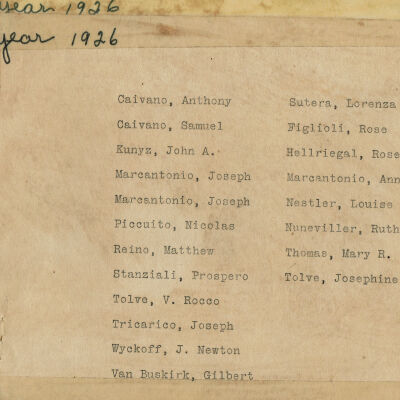 year 1926
year 1926
Caivano, Anthony
Caivano, Samuel
Kunyz, John A.
Marcantonio, Joseph
Marcantonio, Joseph
Piccuito, Nicolas
Reino, Matthew
Stanziali, Prospero
Tolve, V. Rocco
Tricarico, Joseph
Wyckoff, J. Newton
Van Buskirk, Gilbert
Sutera, Lorenza
Figlioli, Rose
Hellriegal, Rose
Marcantonio, Ann
Nestler, Louise
Nuneviller, Ruth
Thomas, Mary R.
Tolve, Josephine